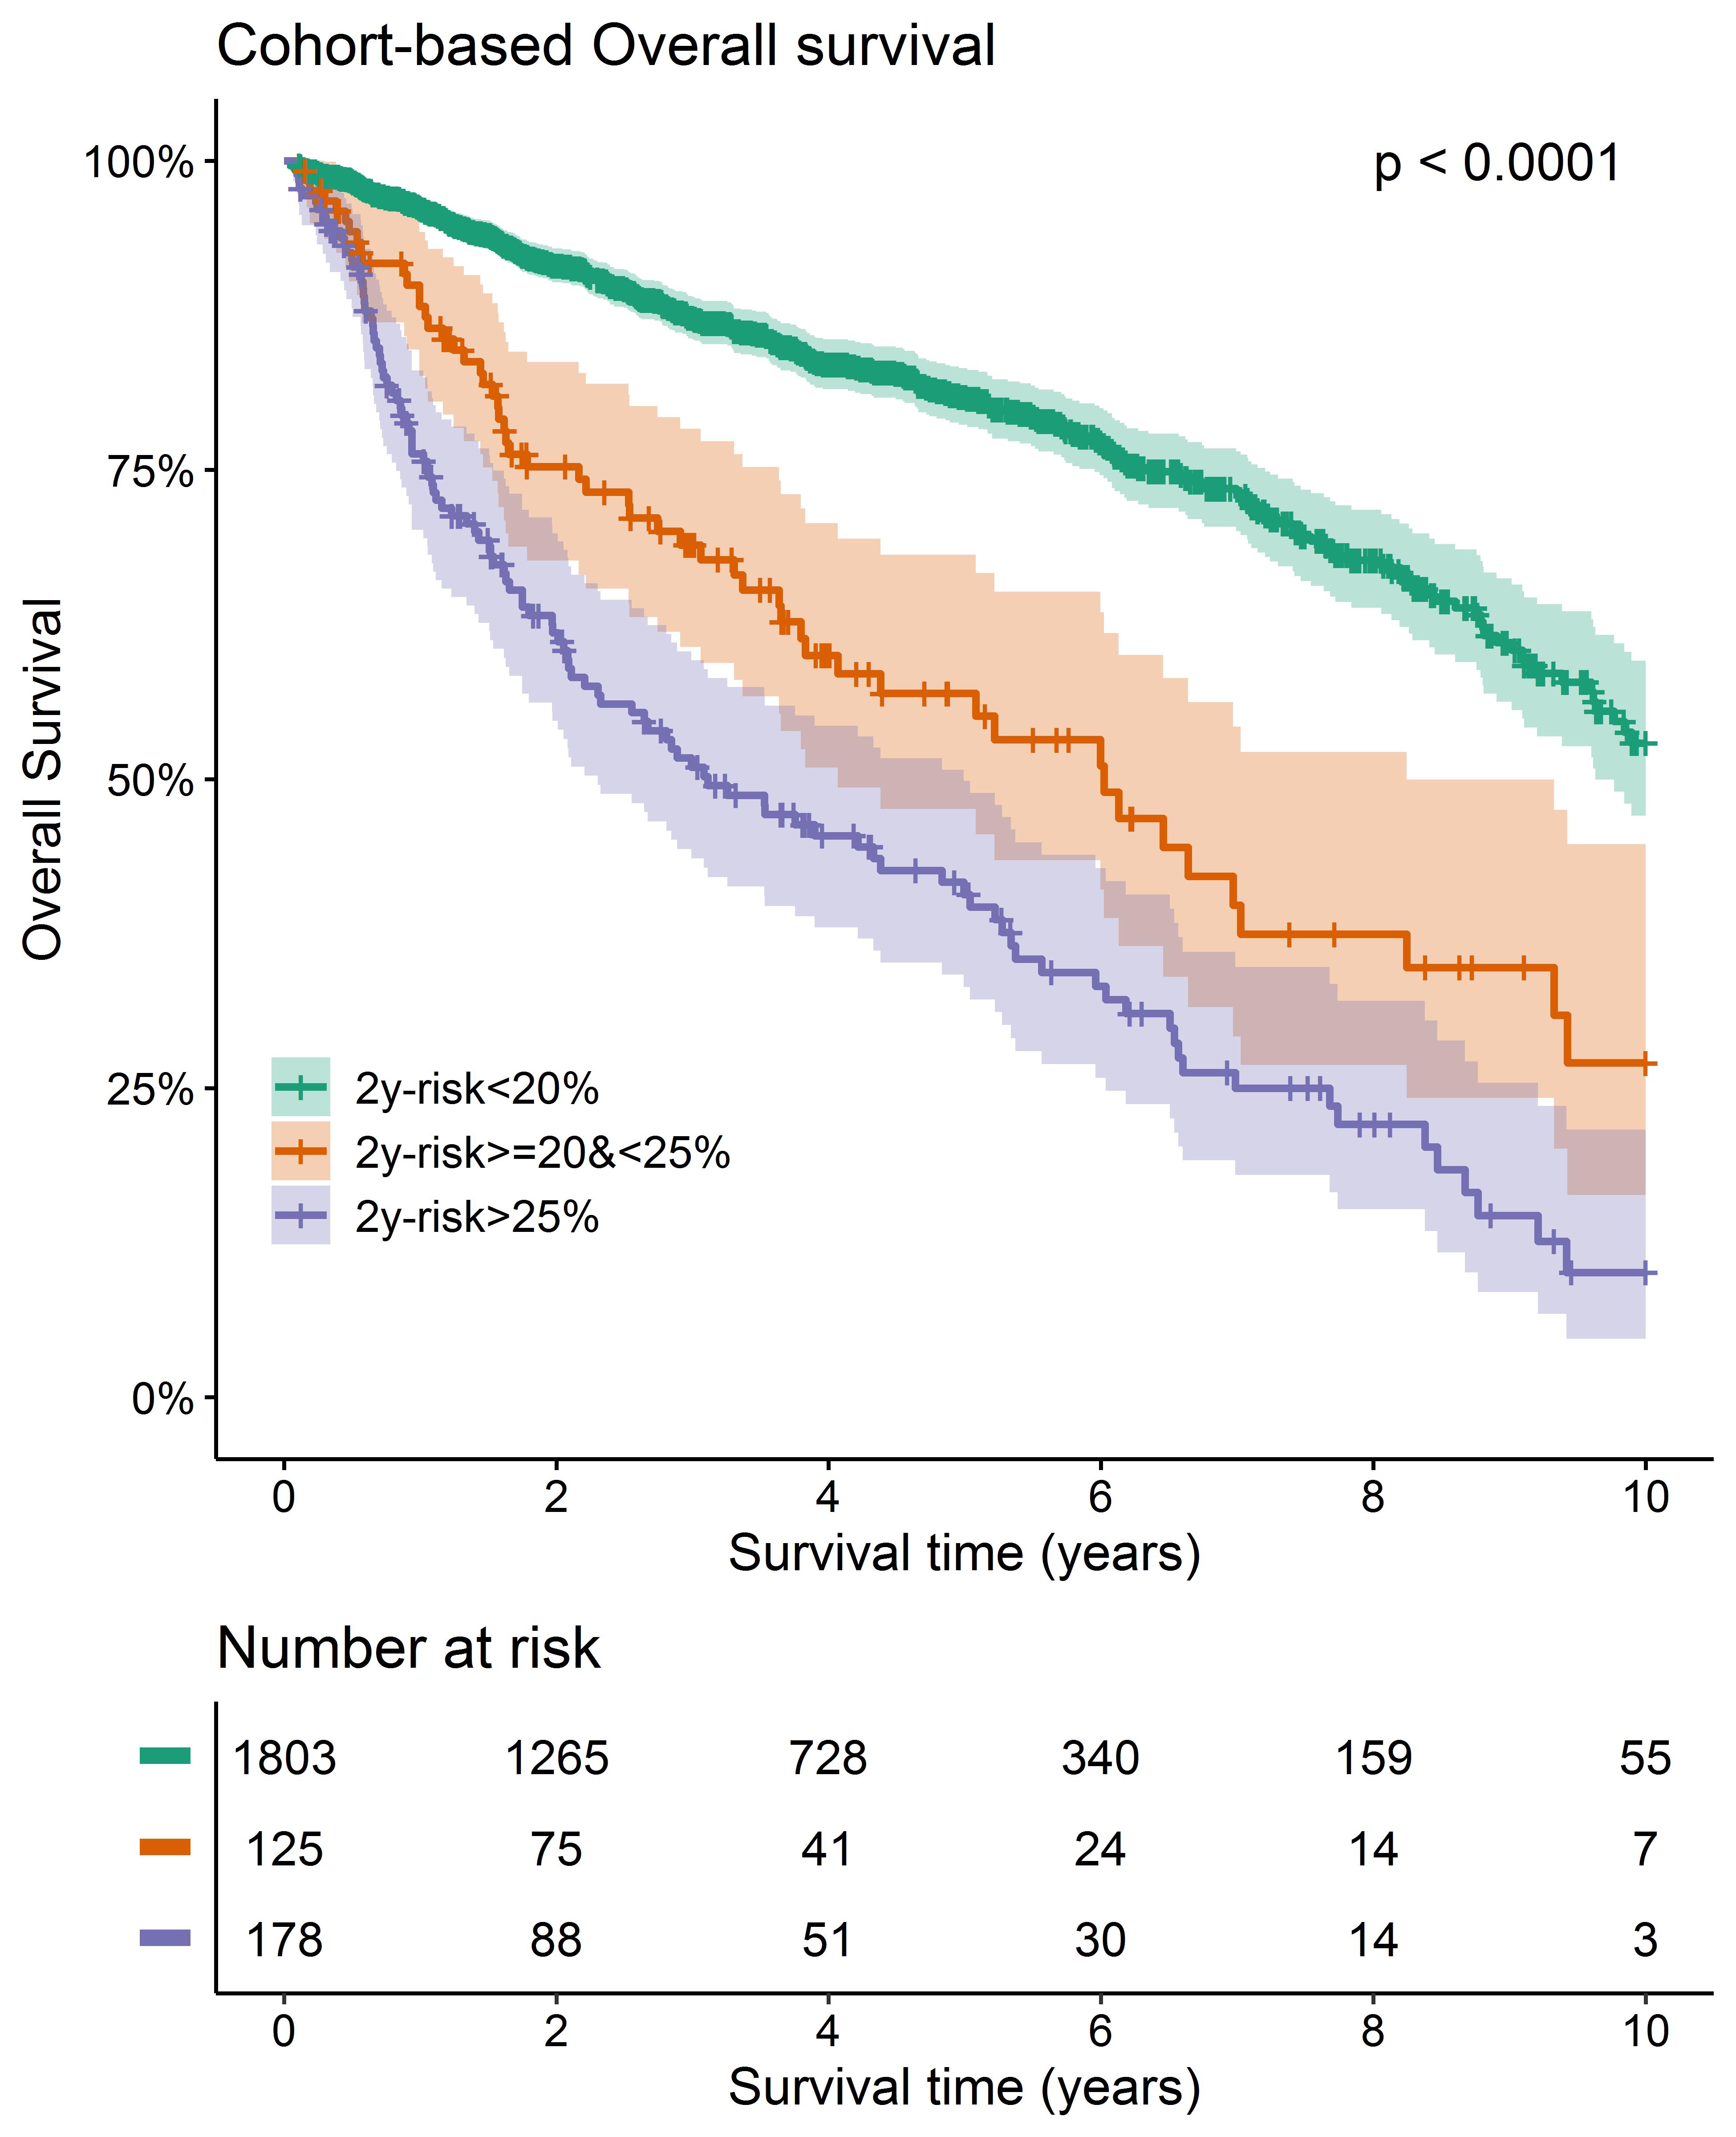 Cohort-based Overall survival
p < 0.0001
100%
75%
50%
25%
0%
Overall Survival
2y-risk<20%
2y-risk>=20&<25%
2y-risk>25%
0 2 4 6 8 10
Survival time (years)
Number at risk
1803 1265 728 340 159 55
125 75 41 24 14 7
178 88 51 30 14 3
0 2 4 6 8 10
Survival time (years)